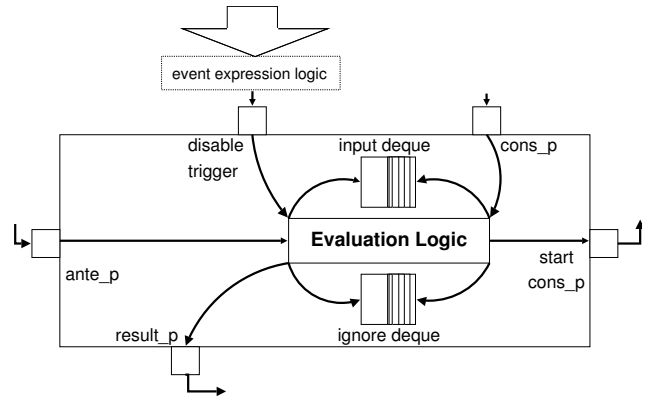 event expression logic
disable
trigger
input deque
cons_p
Evaluation Logic
ante_p
start
cons_p
result_p
ignore deque